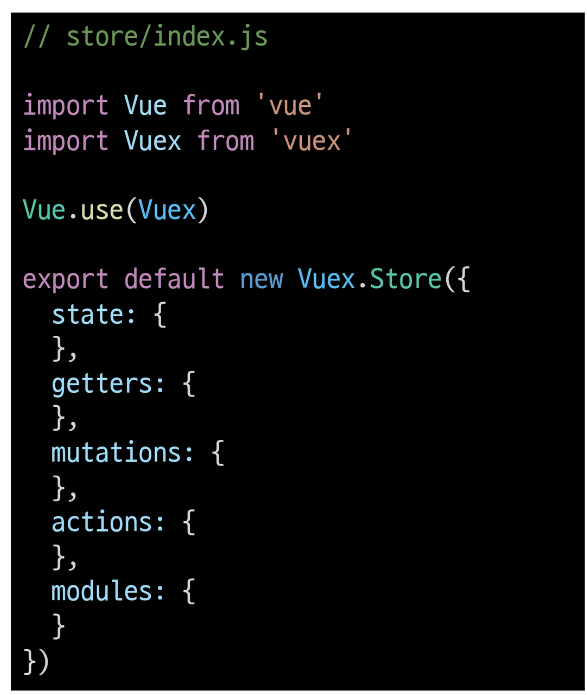 // store/index.js
import Vue from 'vue'
import Vuex from 'vuex'
Vue.use(Vuex)
export default new Vuex.Store({
  state: {
  },
  getters: {
  },
  mutations: {
  },
  actions: {
  },
  modules: {
  }
})